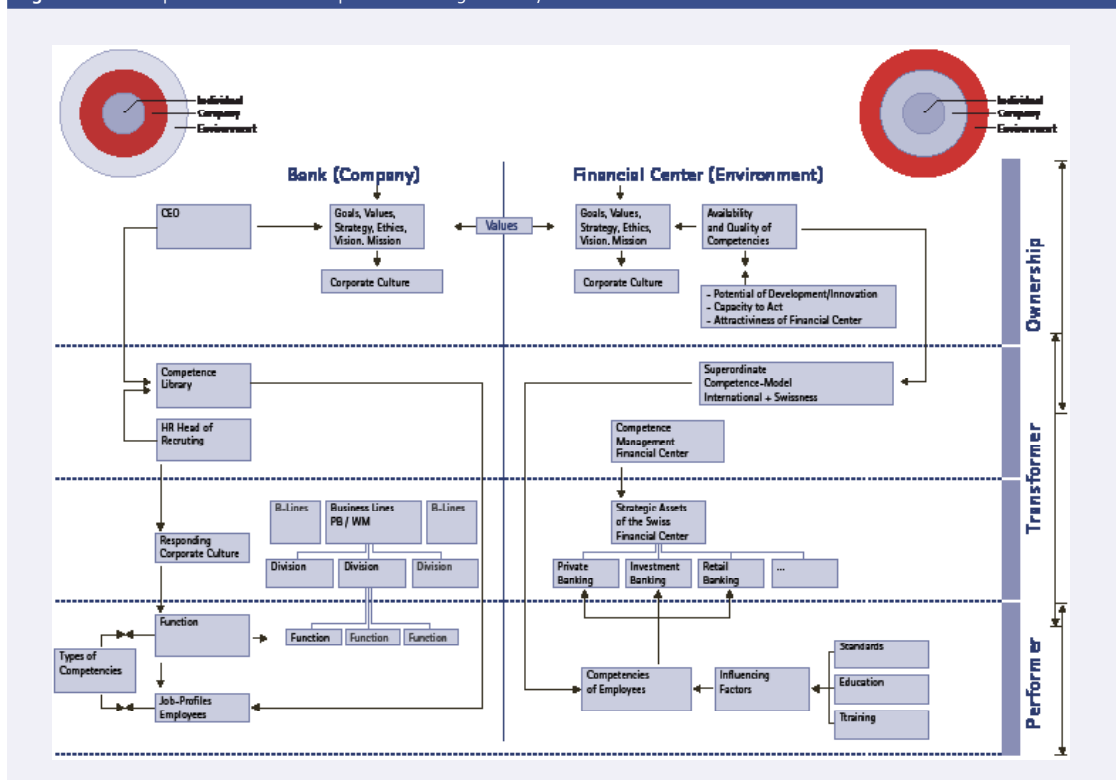 Individual
Company
Environment
Individual
Company
Environment
Bank (Company)
Financial Center (Environment)
CEO
Goals, Values,
Strategy, Ethics,
Vision. Mission
Values
Goals, Values,
Strategy, Ethics,
Vision. Mission
Availability
and Quality of
Competencies
Corporate Culture
Corporate Culture
- Potential of Development/Innovation
- Capacity to Act
- Attractiviness of Financial Center
Ownership
Competence
Library
Superordinate
Competence-Model
International + Swissness
HR Head of
Recruting
Competence
Management
Financial Center
Transformer
B-Lines
Business Lines
PB / WM
B-Lines
Strategic Assets
of the Swiss
Financial Center
Responding
Corporate Culture
Division
Division
Division
Private
Banking
Investment
Banking
Retail
Banking
...
Function
Function
Function
Function
Types of
Competencies
Job-Profiles
Employees
Competencies
of Employees
Influencing
Factors
Standards
Education
Ttraining
Performer